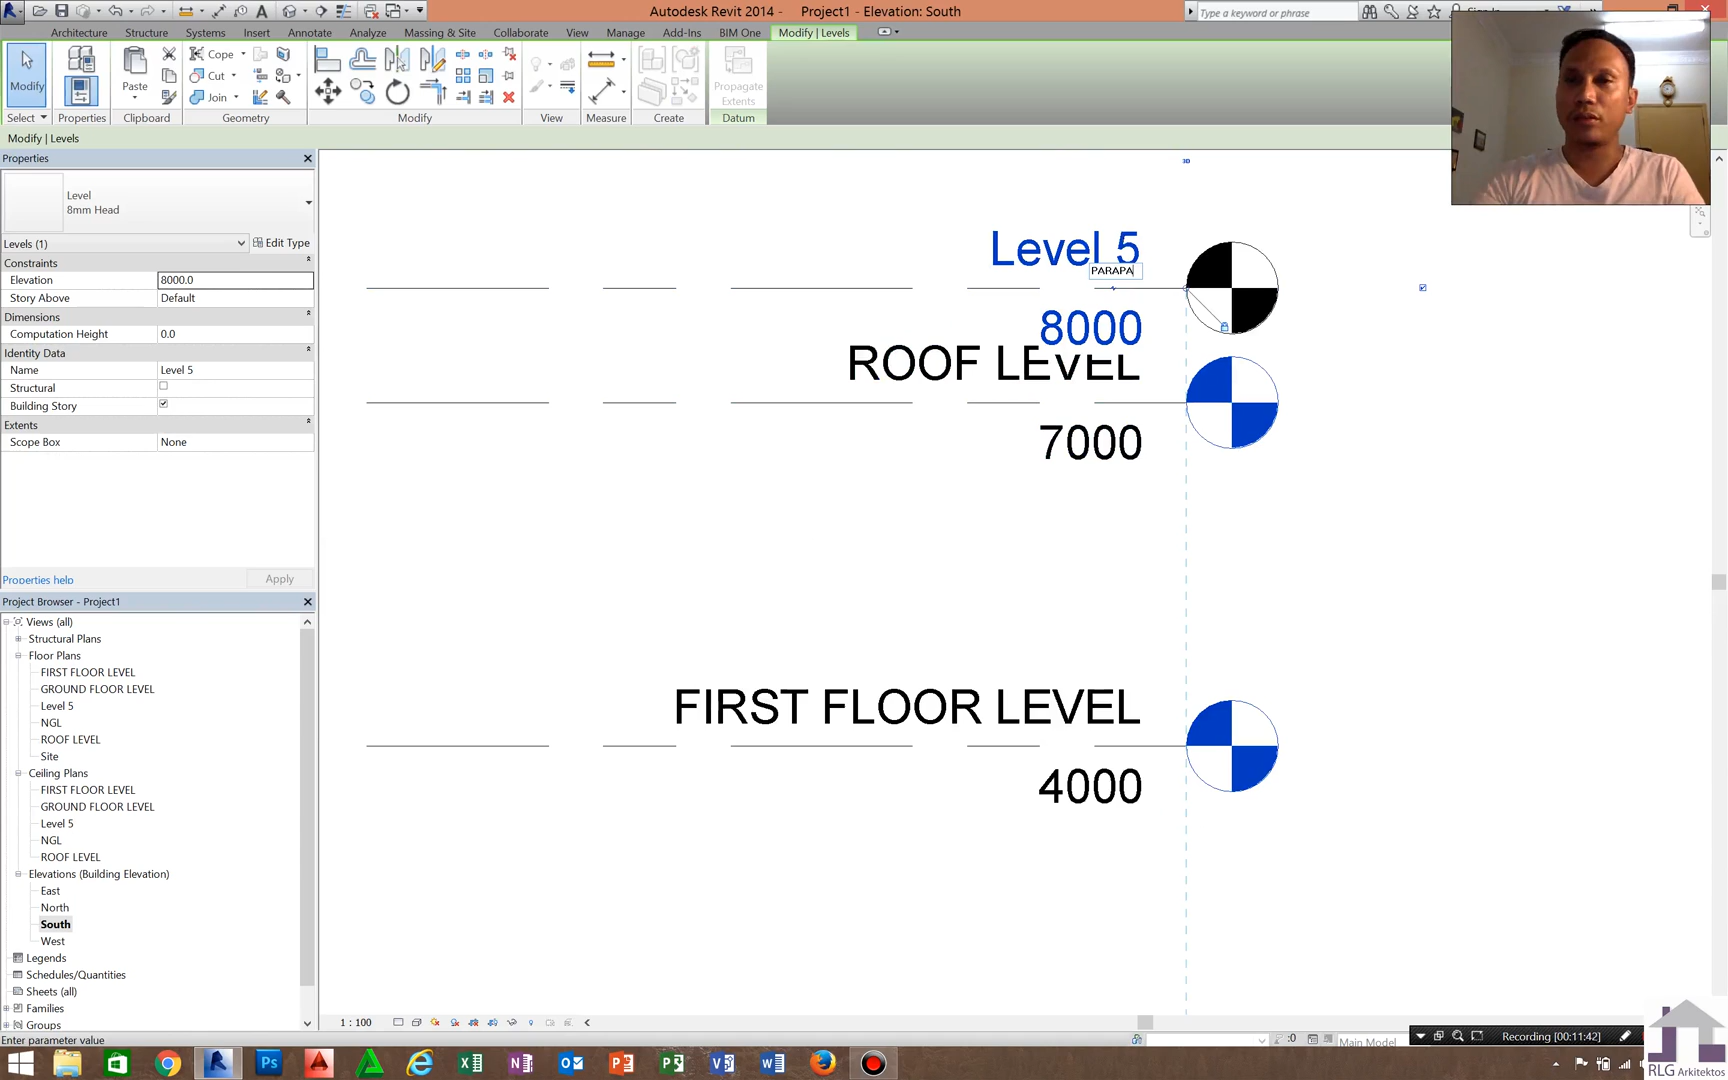 Autodesk Revit 2014 - Project1 - Elevation: South
Type a keyword or phrase
Architecture Structure Systems Insert Annotate Analyze Massing & Site Collaborate View Manage Add-Ins BIM One Modify | Levels
Modify
Paste
Cope
Cut
Join
Propagate
Extents
Select Properties Clipboard Geometry Modify View Measure Create Datum
Modify | Levels
Properties
Level
8mm Head
Levels (1)
Edit Type
Constraints
Elevation 8000.0
Story Above Default
Dimensions
Computation Height 0.0
Identity Data
Name Level 5
Structural
Building Story
Extents
Scope Box None
Properties help
Apply
Project Browser - Project1
Views (all)
Structural Plans
Floor Plans
FIRST FLOOR LEVEL
GROUND FLOOR LEVEL
Level 5
NGL
ROOF LEVEL
Site
Ceiling Plans
FIRST FLOOR LEVEL
GROUND FLOOR LEVEL
Level 5
NGL
ROOF LEVEL
Elevations (Building Elevation)
East
North
South
West
Legends
Schedules/Quantities
Sheets (all)
Families
Groups
3D
Level 5
PARAPA
8000
ROOF LEVEL
7000
FIRST FLOOR LEVEL
4000
1 : 100
Enter parameter value
:0
Main Model
Recording [00:11:42]
RLG Arkitektos